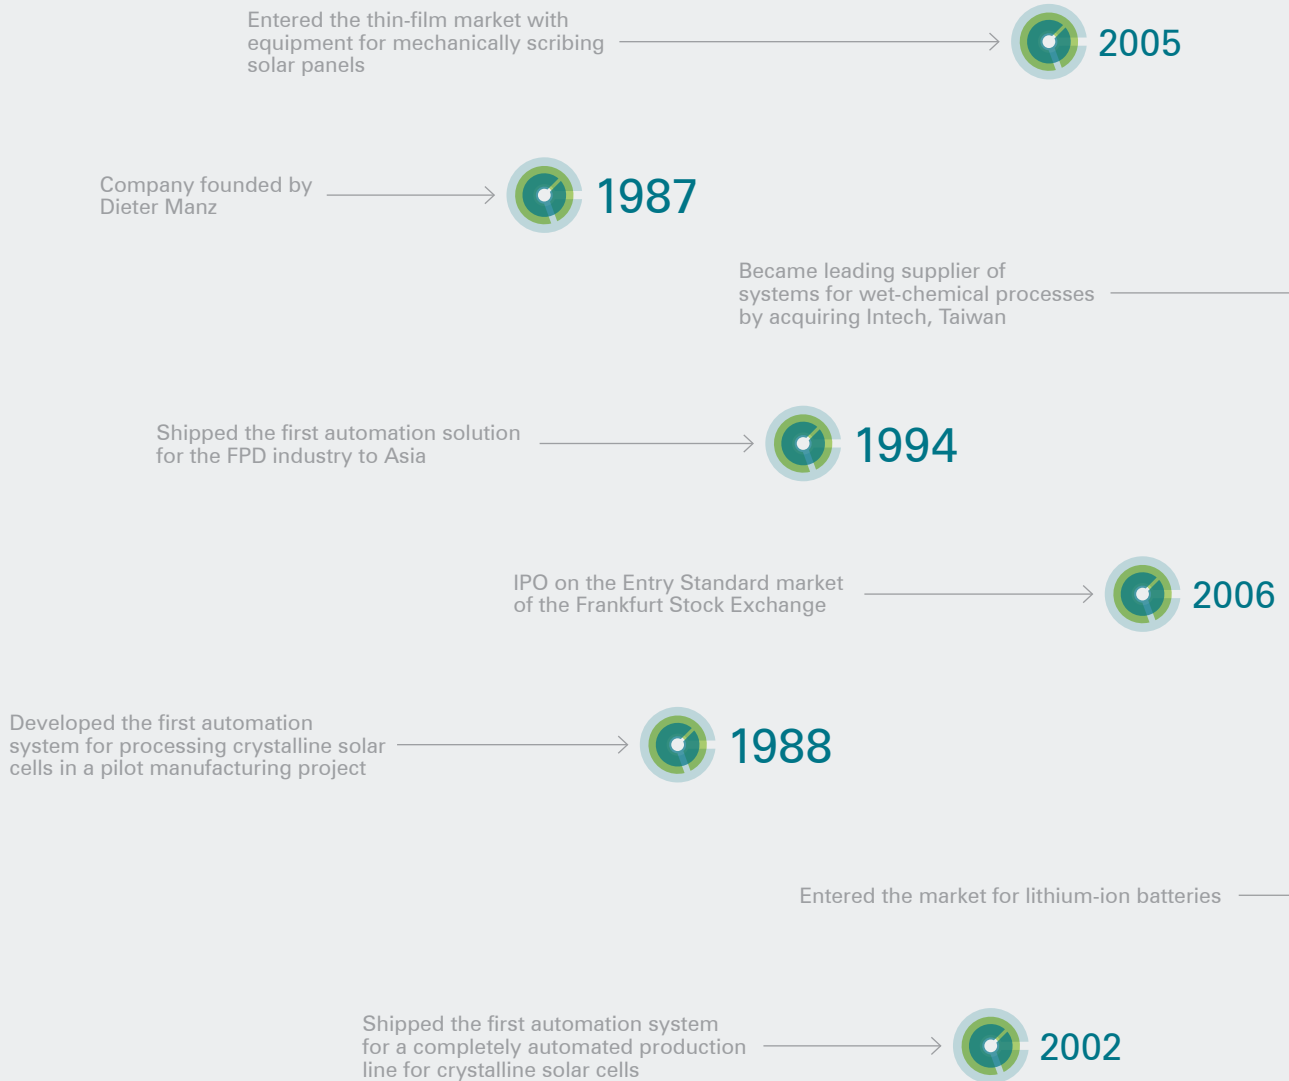 Entered the thin-film market with
equipment for mechanically scribing
solar panels
2005
Company founded by
Dieter Manz
1987
Became leading supplier of
systems for wet-chemical processes
by acquiring Intech, Taiwan
Shipped the first automation solution
for the FPD industry to Asia
1994
IPO on the Entry Standard market
of the Frankfurt Stock Exchange
2006
Developed the first automation
system for processing crystalline solar
cells in a pilot manufacturing project
1988
Entered the market for lithium-ion batteries
Shipped the first automation system
for a completely automated production
line for crystalline solar cells
2002